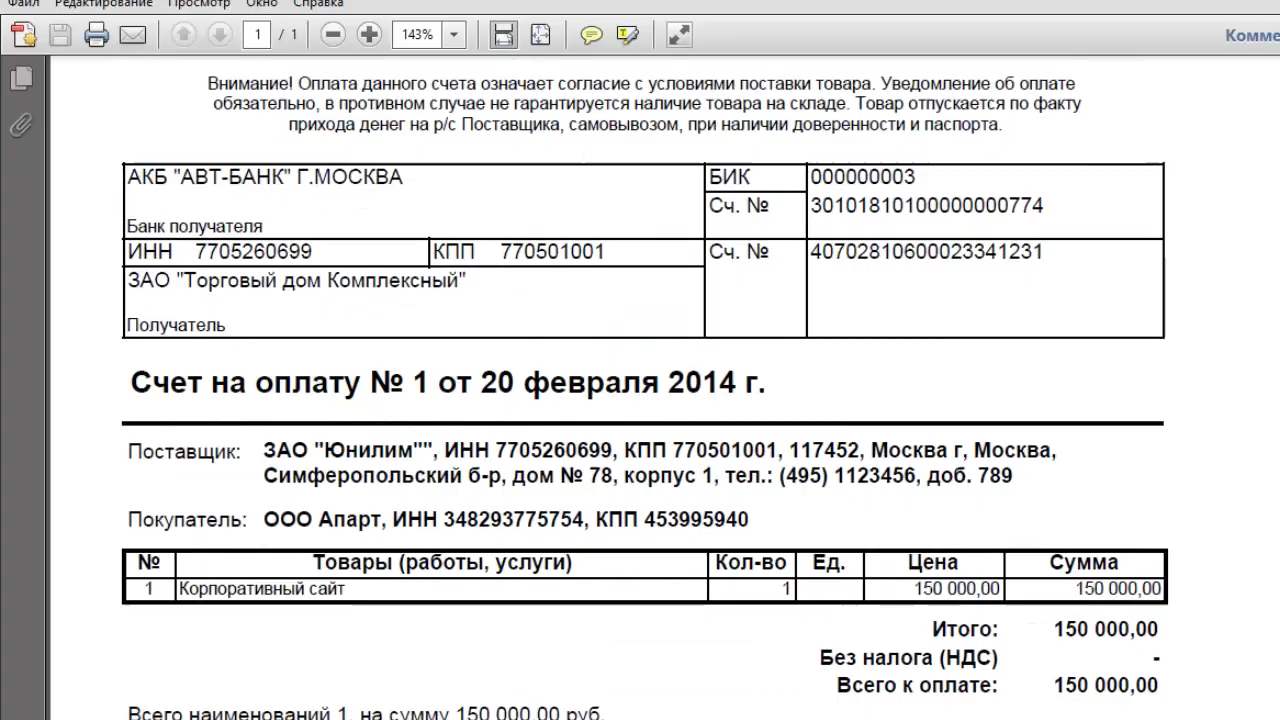 Файл Редактирование Просмотр Окно Справка
1 / 1 143% Комме
Внимание! Оплата данного счета означает согласие с условиями поставки товара. Уведомление об оплате
обязательно, в противном случае не гарантируется наличие товара на складе. Товар отпускается по факту
прихода денег на р/с Поставщика, самовывозом, при наличии доверенности и паспорта.
АКБ "АВТ-БАНК" Г.МОСКВА БИК 000000003
Сч. № 30101810100000000774
Банк получателя
ИНН 7705260699 КПП 770501001 Сч. № 40702810600023341231
ЗАО "Торговый дом Комплексный"
Получатель
Счет на оплату № 1 от 20 февраля 2014 г.
Поставщик: ЗАО "Юнилим"", ИНН 7705260699, КПП 770501001, 117452, Москва г, Москва,
Симферопольский б-р, дом № 78, корпус 1, тел.: (495) 1123456, доб. 789
Покупатель: ООО Апарт, ИНН 348293775754, КПП 453995940
№ Товары (работы, услуги) Кол-во Ед. Цена Сумма
1 Корпоративный сайт 1 150 000,00 150 000,00
Итого: 150 000,00
Без налога (НДС) -
Всего к оплате: 150 000,00
Всего наименований 1, на сумму 150 000,00 руб.